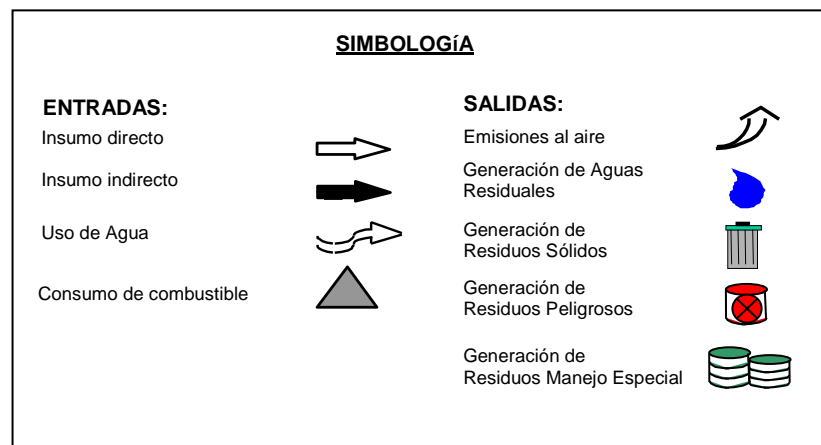 SIMBOLOGíA
ENTRADAS:
Insumo directo
Insumo indirecto
Uso de Agua
Consumo de combustible
SALIDAS:
Emisiones al aire
Generación de Aguas
Residuales
Generación de
Residuos Sólidos
Generación de
Residuos Peligrosos
Generación de
Residuos Manejo Especial